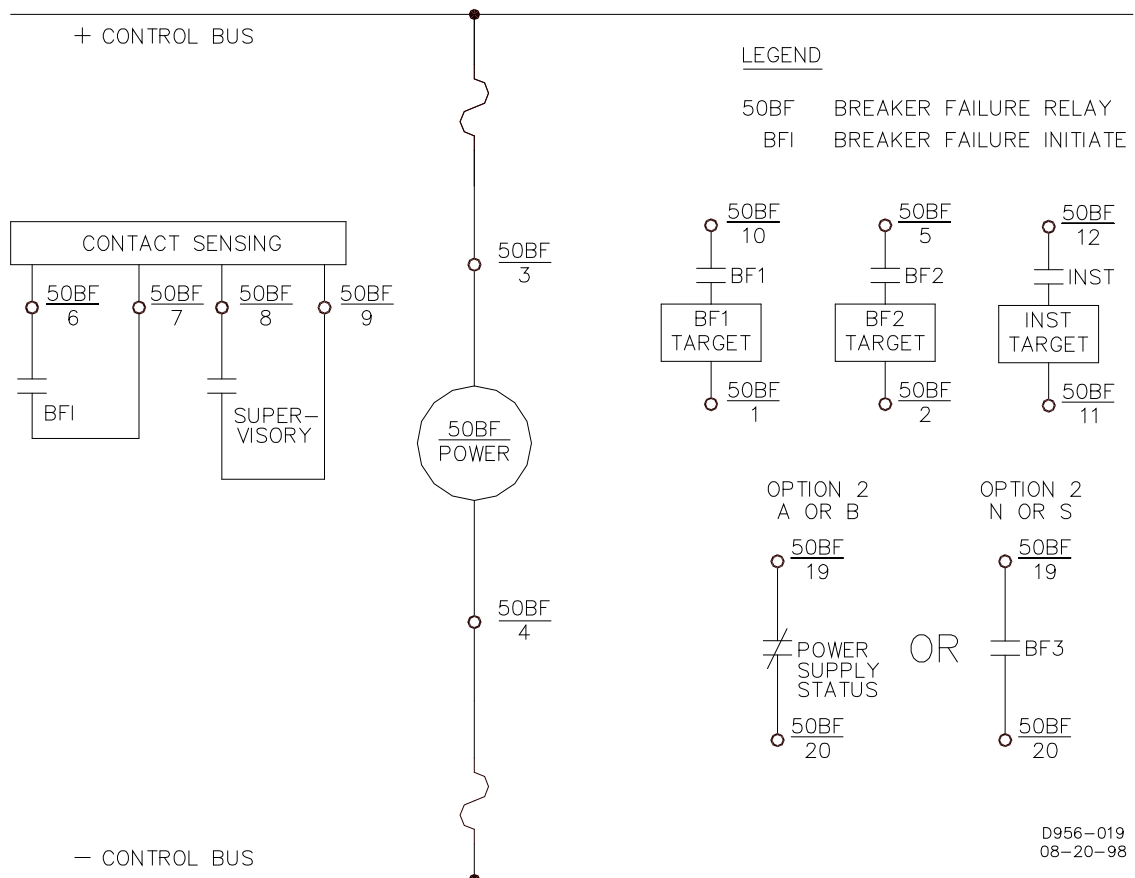 + CONTROL BUS
LEGEND
50BF BREAKER FAILURE RELAY
BFI BREAKER FAILURE INITIATE
CONTACT SENSING
50BF
6
50BF
7
50BF
8
50BF
9
BFI
SUPER-
VISORY
50BF
3
50BF
POWER
50BF
4
50BF
10
BF1
BF1
TARGET
50BF
1
50BF
5
BF2
BF2
TARGET
50BF
2
50BF
12
INST
INST
TARGET
50BF
11
OPTION 2
A OR B
50BF
19
POWER
SUPPLY
STATUS
50BF
20
OR
OPTION 2
N OR S
50BF
19
BF3
50BF
20
- CONTROL BUS
D956-019
08-20-98